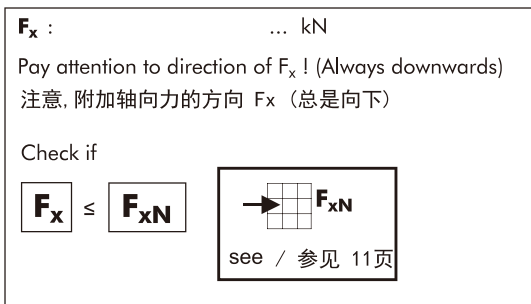 Fx : ... kN
Pay attention to direction of Fx ! (Always downwards)
注意, 附加轴向力的方向 Fx (总是向下)
Check if
Fx ≤ FxN
FxN
see / 参见 11页